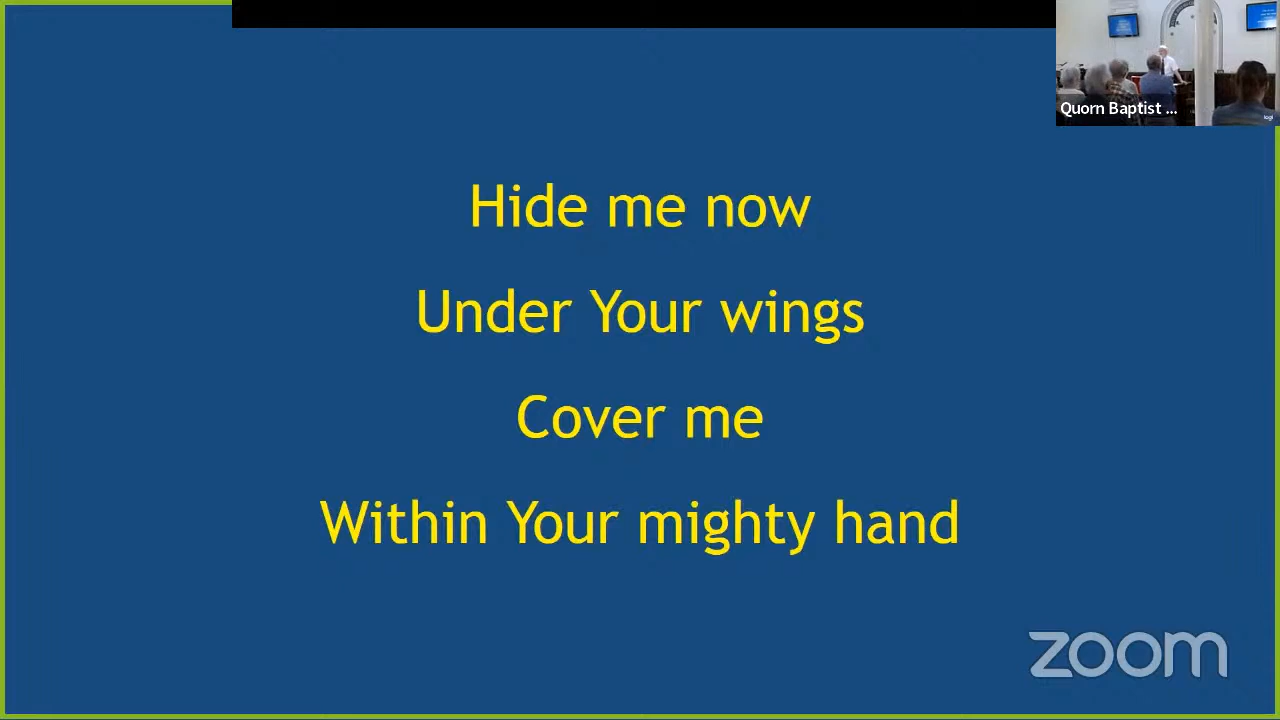 Quorn Baptist ...
Hide me now
Under Your wings
Cover me
Within Your mighty hand
zoom